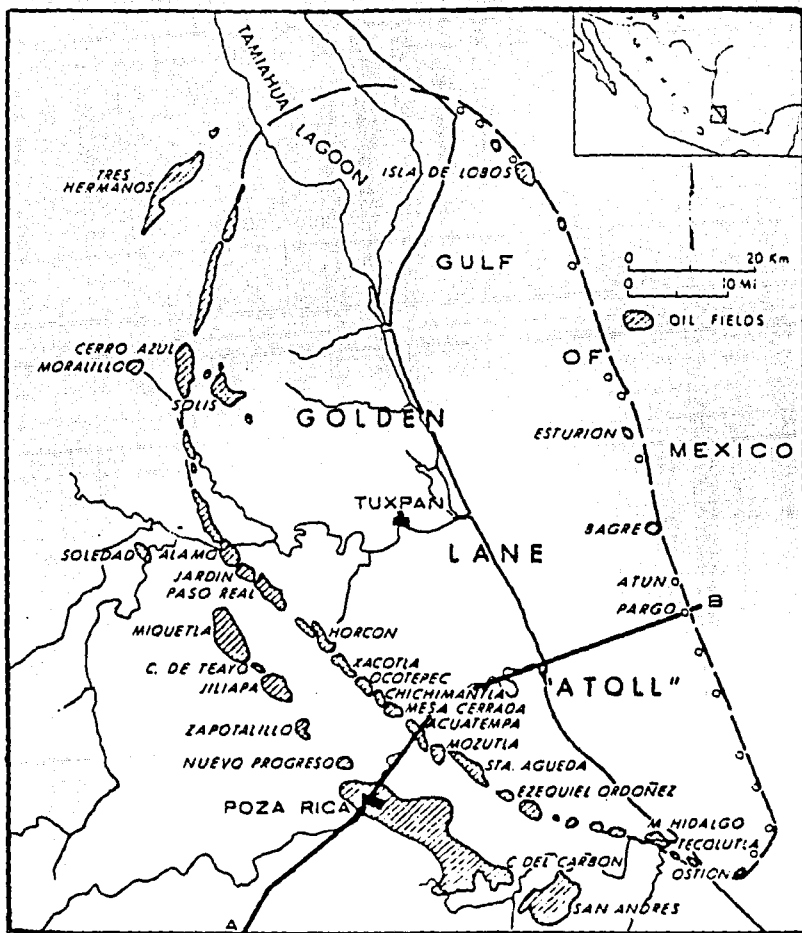 TAMIAHUA
LAGOON
TRES
HERMANOS
ISLA DE LOBOS
GULF
0 20 Km
0 10 Mi
OIL FIELDS
CERRO AZUL
MORALILLO
SOLIS
OF
GOLDEN
ESTURION
MEXICO
TUXPAN
BAGRE
SOLEDAD
ALAMO
LANE
JARDIN
PASO REAL
ATUN
PARGO
B
MIQUETLA
HORCON
XACOTLA
C. DE TEAYO
OCOTEPEC
JILIAPA
CHICHIMANTLA
"ATOLL"
MESA CERRADA
ACUATEMPA
ZAPOTALILLO
MOZUTLA
NUEVO PROGRESO
STA. AGUEDA
EZEQUIEL ORDOÑEZ
POZA RICA
M. HIDALGO
TECOLUTLA
C. DEL CARBON
OSTION
SAN ANDRES
A